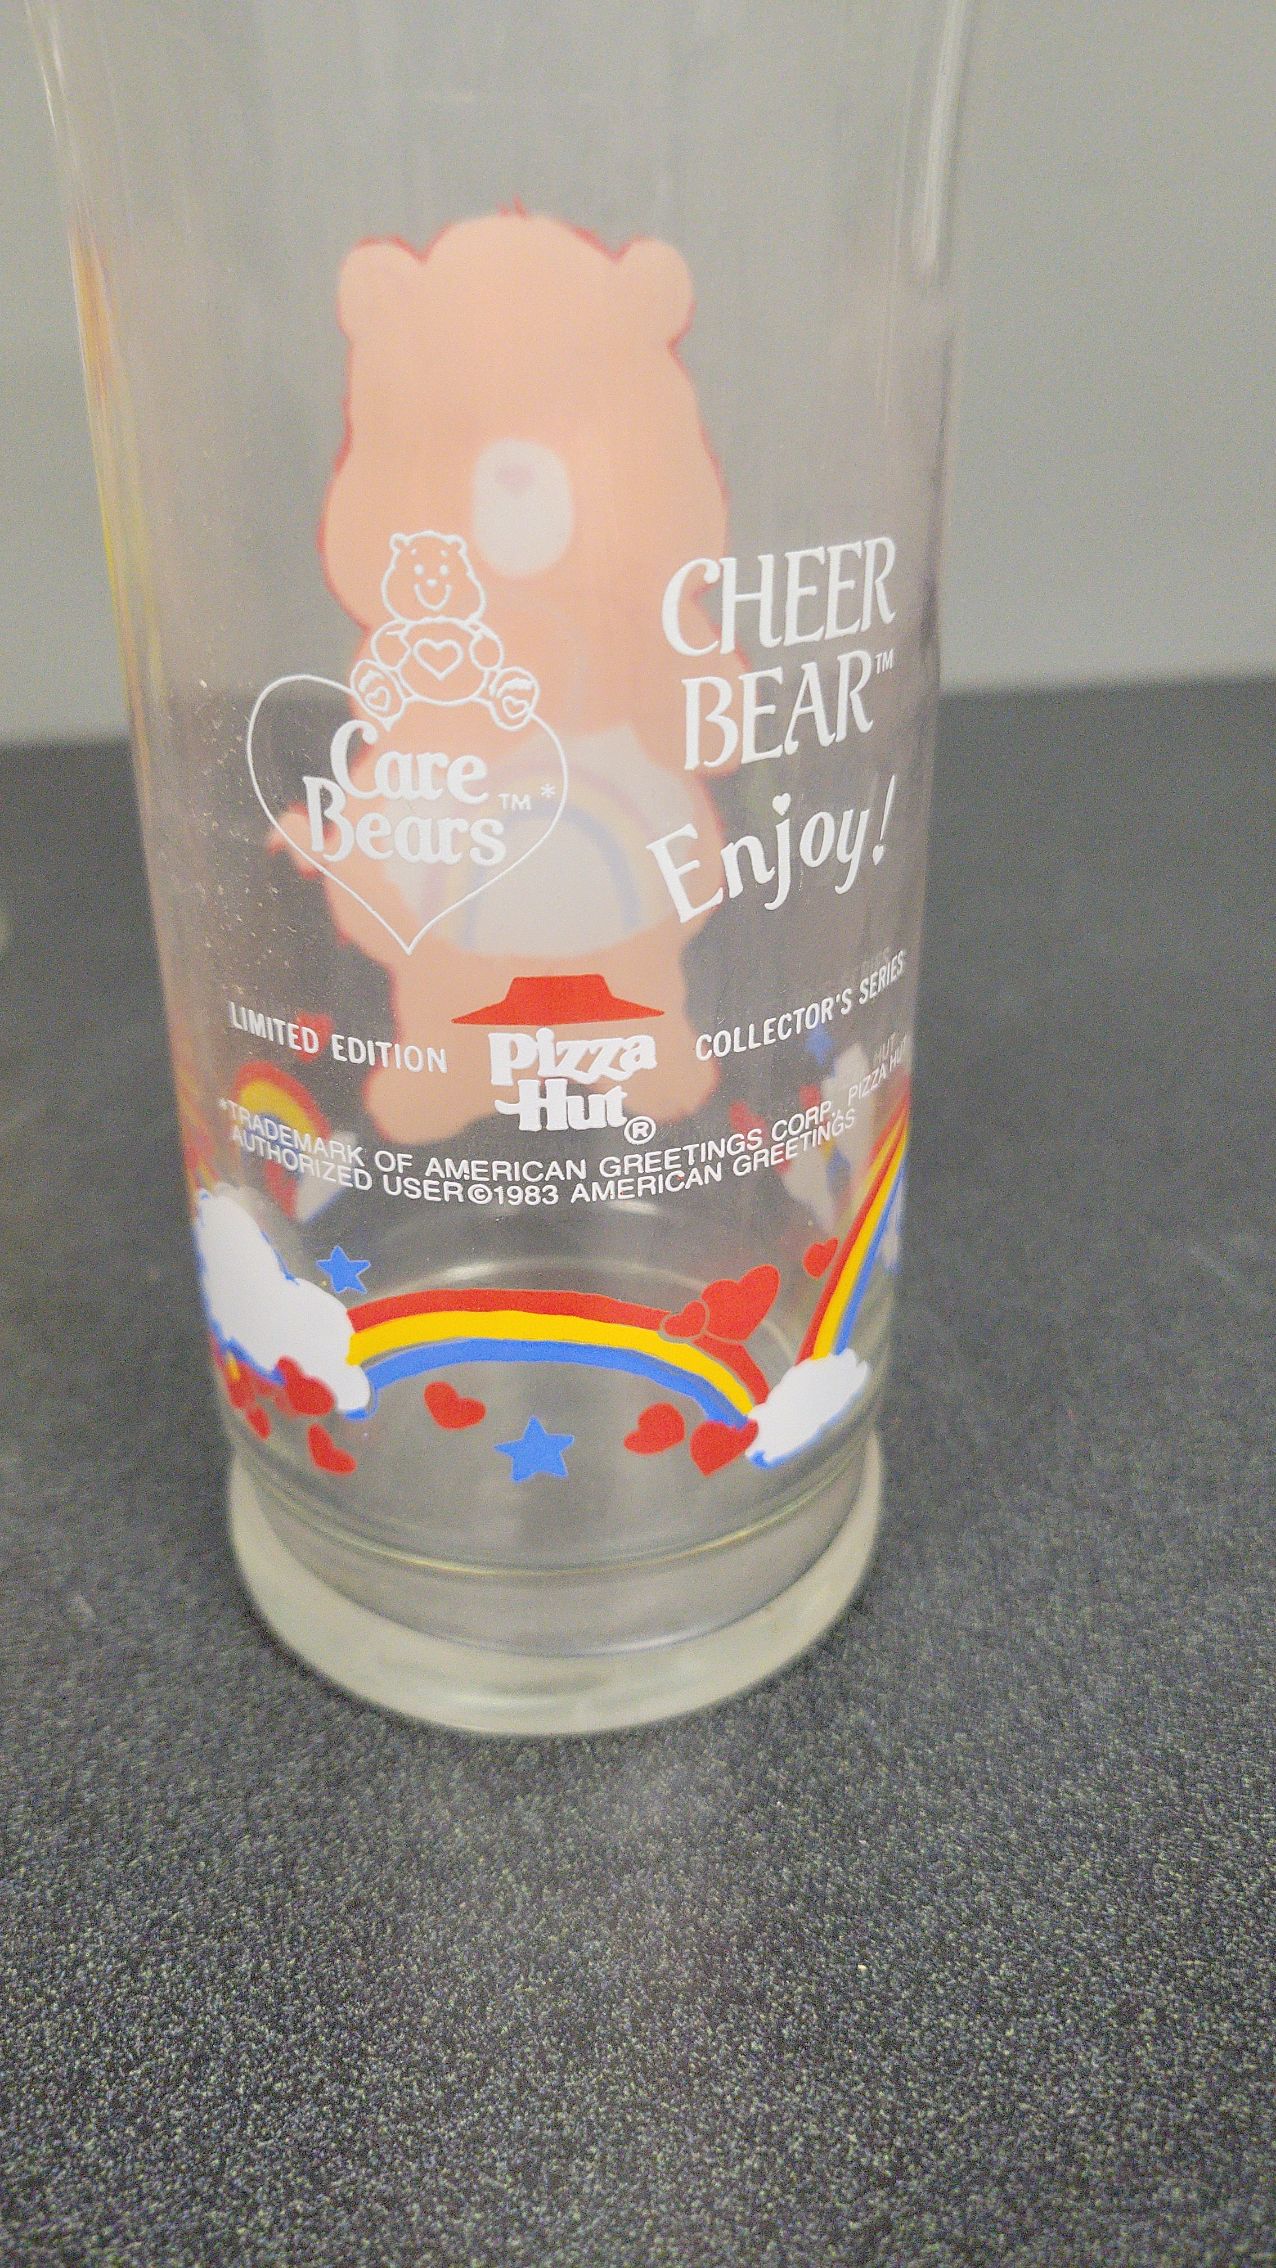 CHEER
BEAR™
Care
Bears™*
Enjoy!
LIMITED EDITION
Pizza
Hut®
COLLECTOR'S SERIES
*TRADEMARK OF AMERICAN GREETINGS CORP., PIZZA HUT
AUTHORIZED USER ©1983 AMERICAN GREETINGS